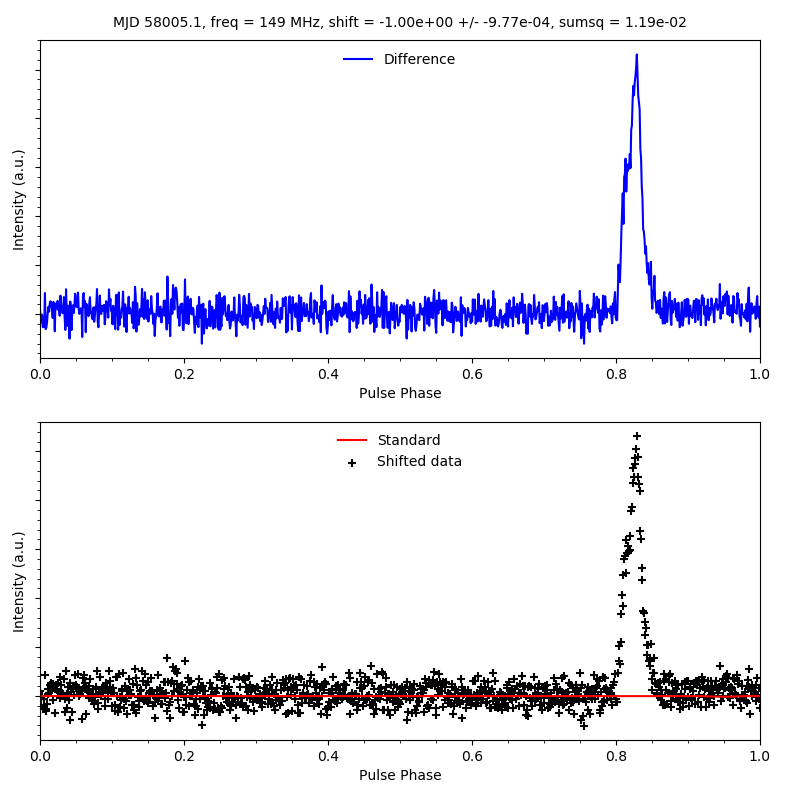 MJD 58005.1, freq = 149 MHz, shift = -1.00e+00 +/- -9.77e-04, sumsq = 1.19e-02
Difference
Intensity (a.u.)
0.0 0.2 0.4 0.6 0.8 1.0
Pulse Phase
Standard
Shifted data
Intensity (a.u.)
0.0 0.2 0.4 0.6 0.8 1.0
Pulse Phase